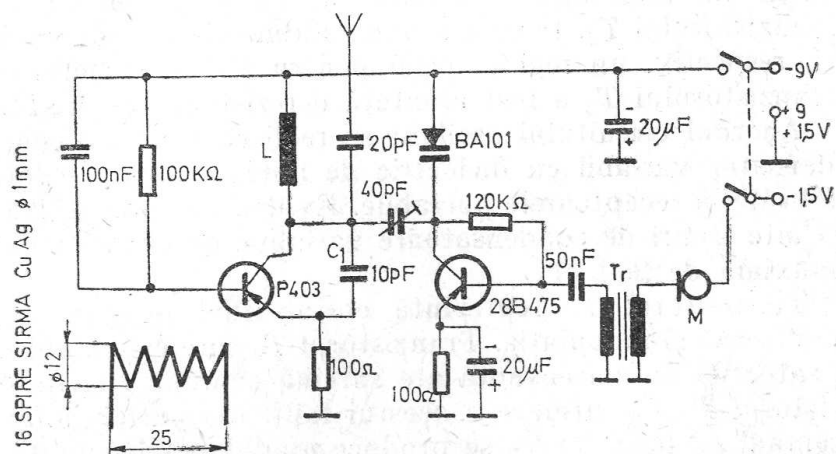 -9V
+9
1,5V
-1,5V
20μF
-
+
BA101
20pF
L
40pF
120KΩ
100nF
100KΩ
C1
10pF
50nF
Tr
M
P403
28B475
100Ω
100Ω
20μF
+
16 SPIRE SIRMA Cu Ag ø1mm
ø12
25